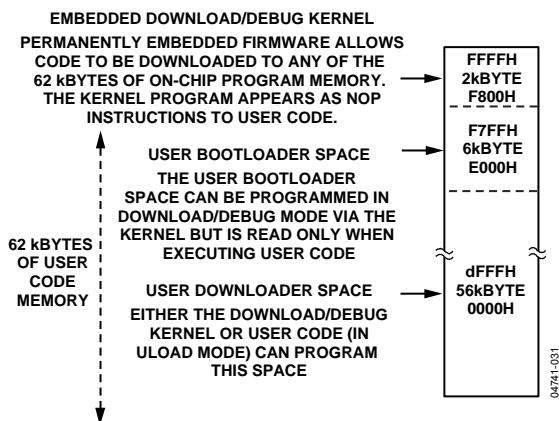 EMBEDDED DOWNLOAD/DEBUG KERNEL
PERMANENTLY EMBEDDED FIRMWARE ALLOWS
CODE TO BE DOWNLOADED TO ANY OF THE
62 kBYTES OF ON-CHIP PROGRAM MEMORY.
THE KERNEL PROGRAM APPEARS AS NOP
INSTRUCTIONS TO USER CODE.
FFFFH
2kBYTE
F800H
USER BOOTLOADER SPACE
THE USER BOOTLOADER
SPACE CAN BE PROGRAMMED IN
DOWNLOAD/DEBUG MODE VIA THE
KERNEL BUT IS READ ONLY WHEN
EXECUTING USER CODE
F7FFH
6kBYTE
E000H
62 kBYTES
OF USER
CODE
MEMORY
USER DOWNLOADER SPACE
EITHER THE DOWNLOAD/DEBUG
KERNEL OR USER CODE (IN
ULOAD MODE) CAN PROGRAM
THIS SPACE
dFFFH
56kBYTE
0000H
04741-031